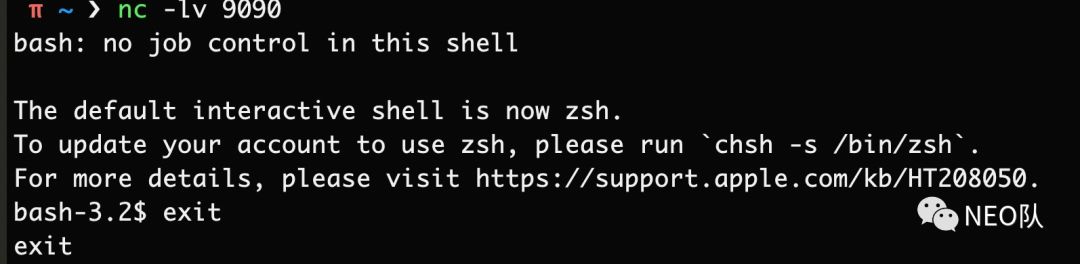 π ~ ❯ nc -lv 9090
bash: no job control in this shell
The default interactive shell is now zsh.
To update your account to use zsh, please run `chsh -s /bin/zsh`.
For more details, please visit https://support.apple.com/kb/HT208050.
bash-3.2$ exit
exit
NEO队